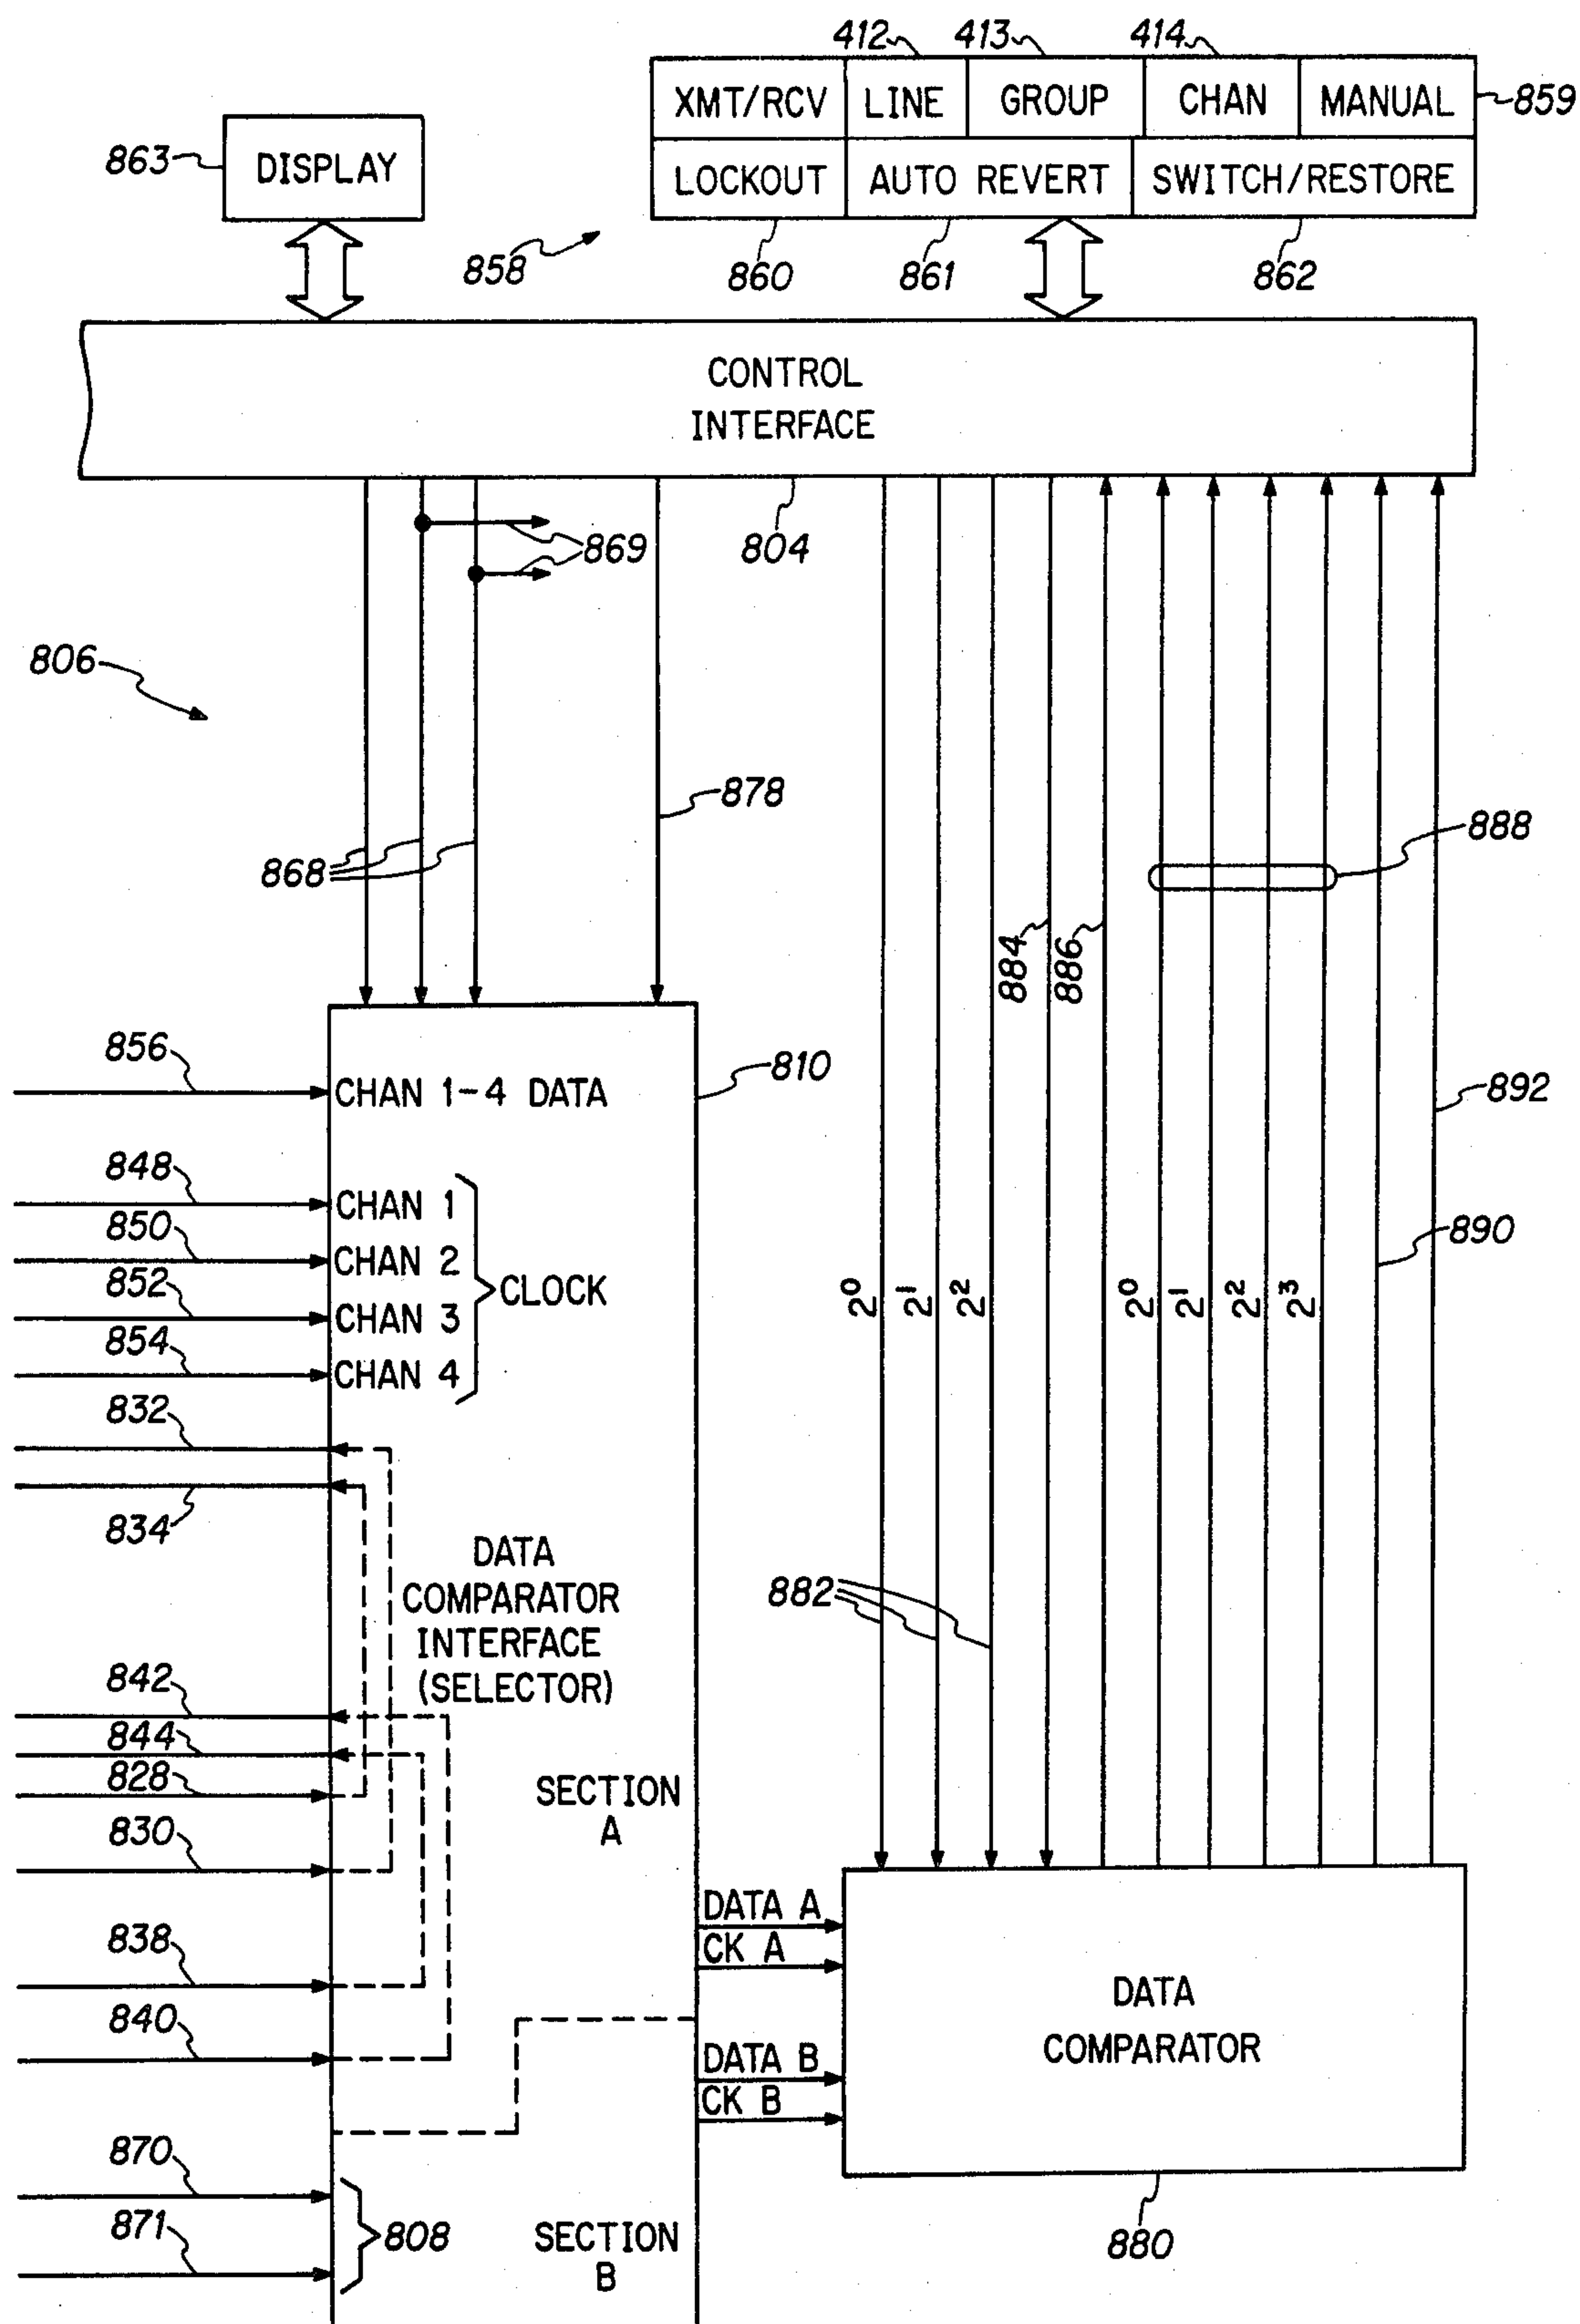 412 413 414
XMT/RCV LINE GROUP CHAN MANUAL 859
863 DISPLAY
LOCKOUT AUTO REVERT SWITCH/RESTORE
858 860 861 862
CONTROL
INTERFACE
869 804
806
878
868
888
884 886
856 CHAN 1-4 DATA
810
892
848 CHAN 1
850 CHAN 2
852 CHAN 3
854 CHAN 4
CLOCK
890
2⁰ 2¹ 2² 2⁰ 2¹ 2² 2³
832
834
DATA
COMPARATOR
INTERFACE
(SELECTOR)
882
842
844
828
830
SECTION
A
838
840
DATA A
CK A
DATA B
CK B
DATA
COMPARATOR
870
871
808
SECTION
B
880